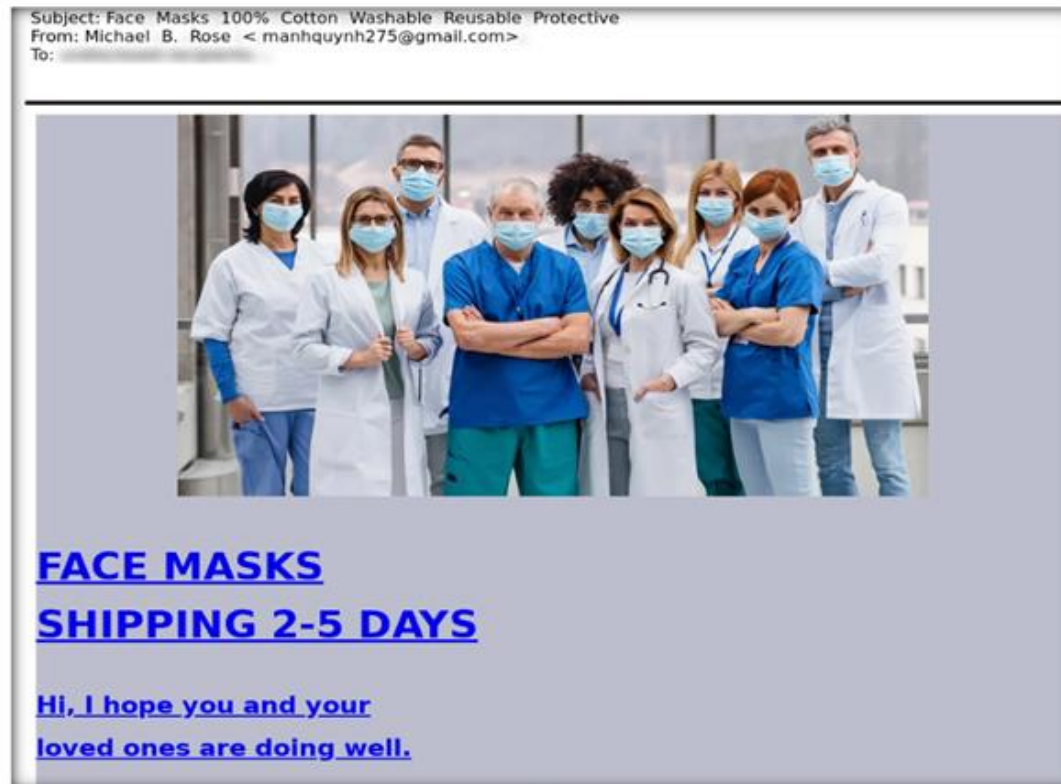 Subject: Face Masks 100% Cotton Washable Reusable Protective
From: Michael B. Rose < manhquynh275@gmail.com>
To:
FACE MASKS
SHIPPING 2-5 DAYS
Hi, I hope you and your
loved ones are doing well.